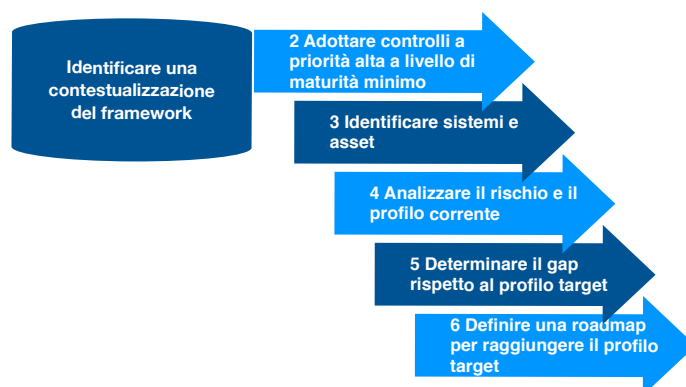 Identificare una
contestualizzazione
del framework
2 Adottare controlli a
priorità alta a livello di
maturità minimo
3 Identificare sistemi e
asset
4 Analizzare il rischio e il
profilo corrente
5 Determinare il gap
rispetto al profilo target
6 Definire una roadmap
per raggiungere il profilo
target